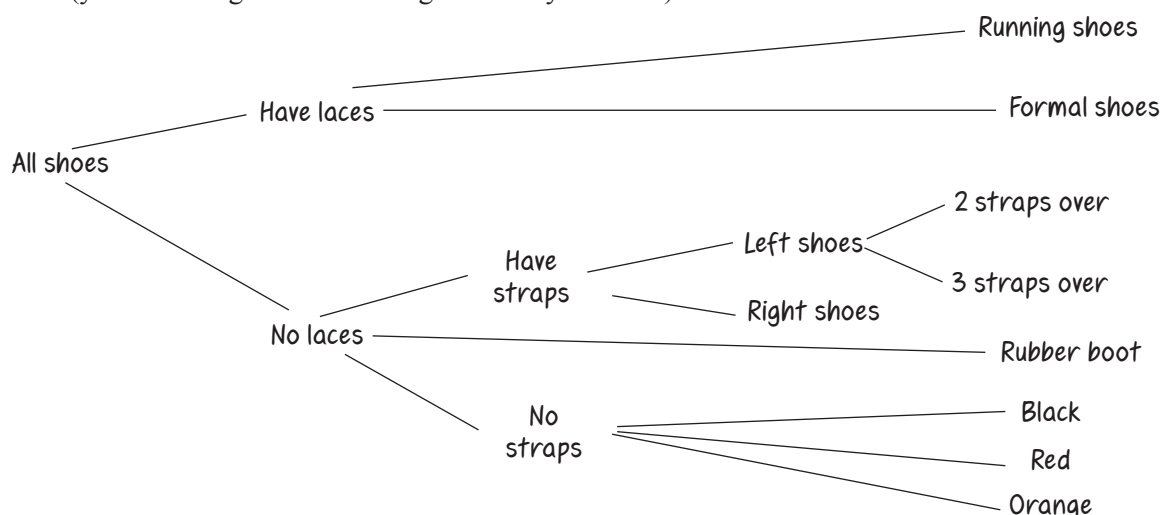 Running shoes
Have laces
Formal shoes
All shoes
2 straps over
Left shoes
Have
straps
3 straps over
Right shoes
No laces
Rubber boot
No
straps
Black
Red
Orange